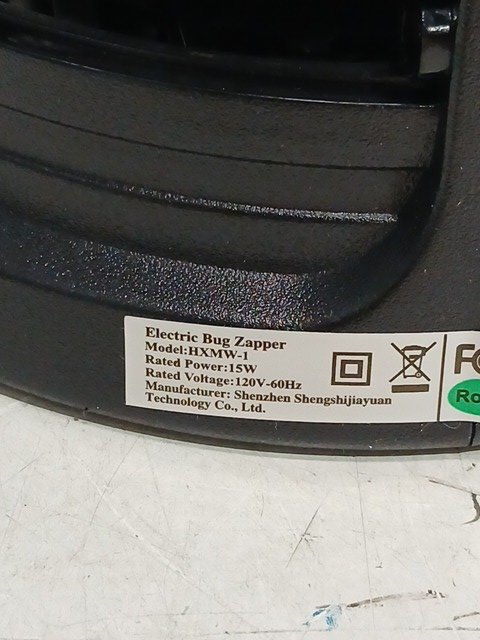 Electric Bug Zapper
Model:HXMW-1
Rated Power:15W
Rated Voltage:120V-60Hz
Manufacturer: Shenzhen Shengshijiayuan
Technology Co., Ltd.